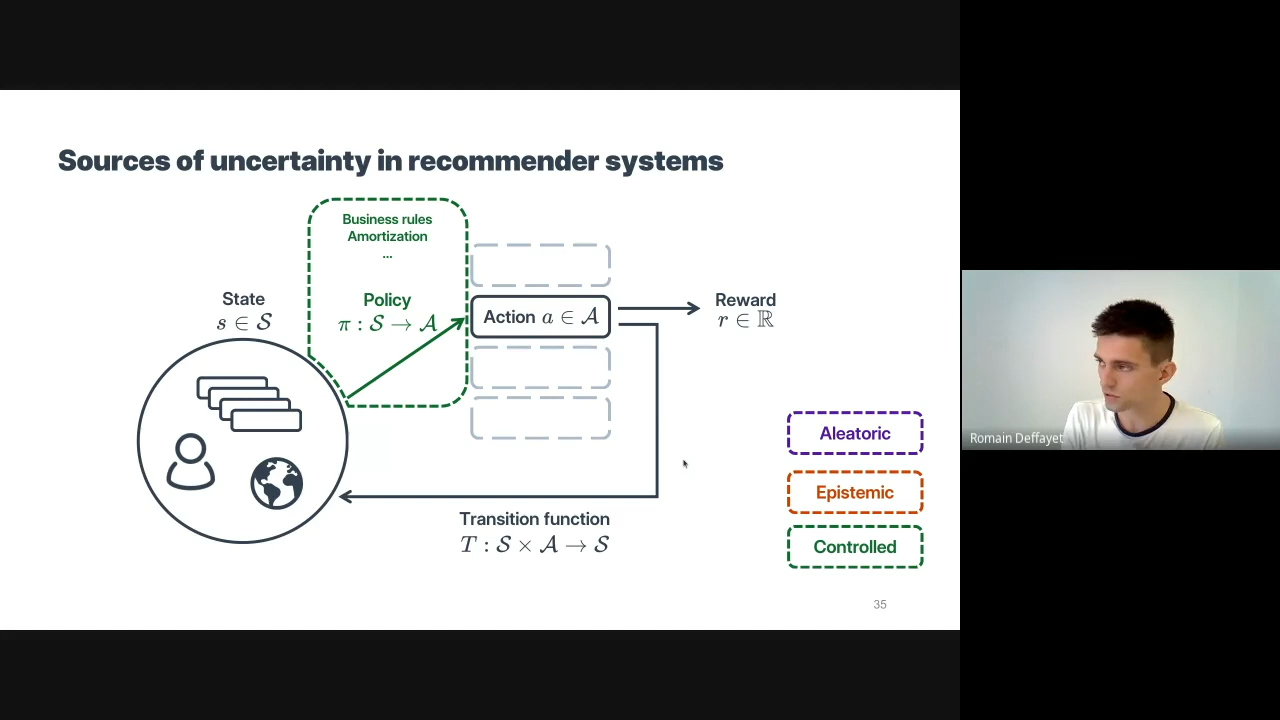 Sources of uncertainty in recommender systems
Business rules
Amortization
...
State
s ∈ 𝒮
Policy
π : 𝒮 → 𝒜
Action a ∈ 𝒜
Reward
r ∈ ℝ
Aleatoric
Epistemic
Controlled
Transition function
T : 𝒮 × 𝒜 → 𝒮
35
Romain Deffayet